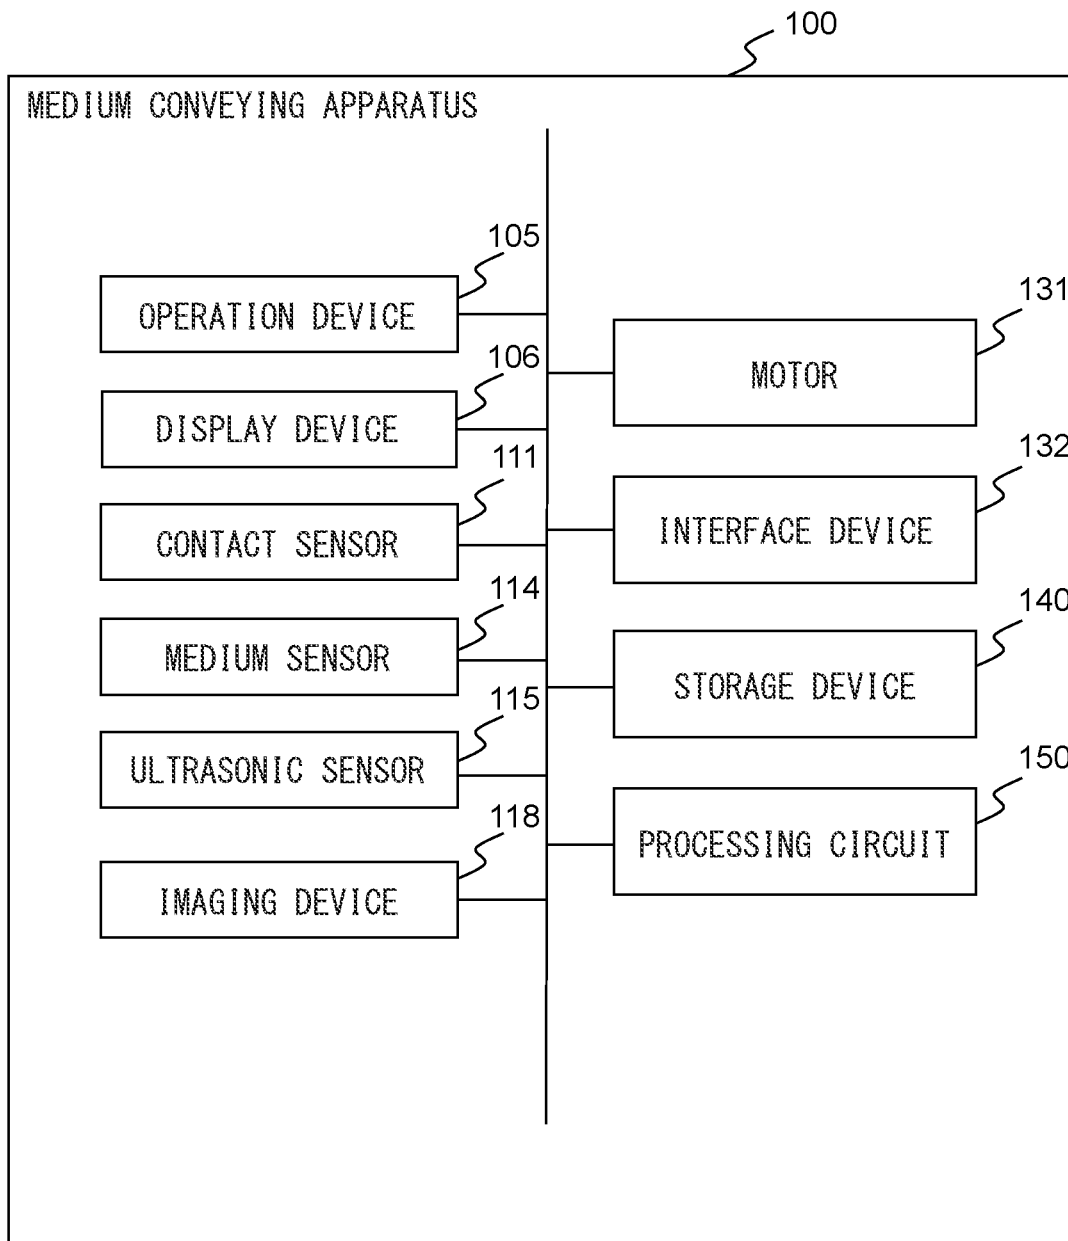 100
MEDIUM CONVEYING APPARATUS
105
OPERATION DEVICE
106
DISPLAY DEVICE
111
CONTACT SENSOR
114
MEDIUM SENSOR
115
ULTRASONIC SENSOR
118
IMAGING DEVICE
131
MOTOR
132
INTERFACE DEVICE
140
STORAGE DEVICE
150
PROCESSING CIRCUIT